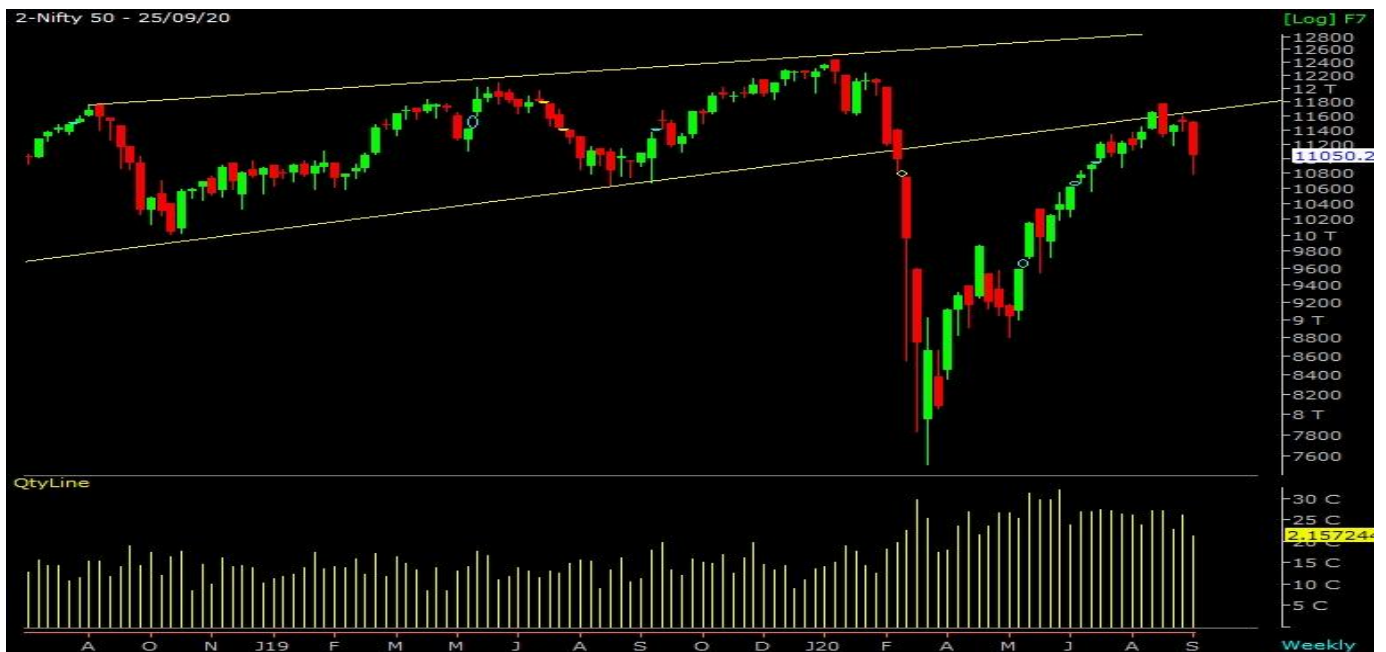 2-Nifty 50 - 25/09/20
[Log] F7
12800
12600
12400
12200
12 T
11800
11600
11400
11200
11050.2
10800
10600
10400
10200
10 T
9800
9600
9400
9200
9 T
8800
8600
8400
8200
8 T
7800
7600
QtyLine
30 C
25 C
2.157244
15 C
10 C
5 C
A O N J19 F M M J A S O D J20 F A M J A S
Weekly